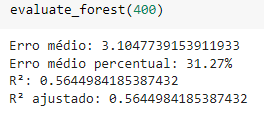 evaluate_forest(400)
Erro médio: 3.1047739153911933
Erro médio percentual: 31.27%
R²: 0.5644984185387432
R² ajustado: 0.5644984185387432